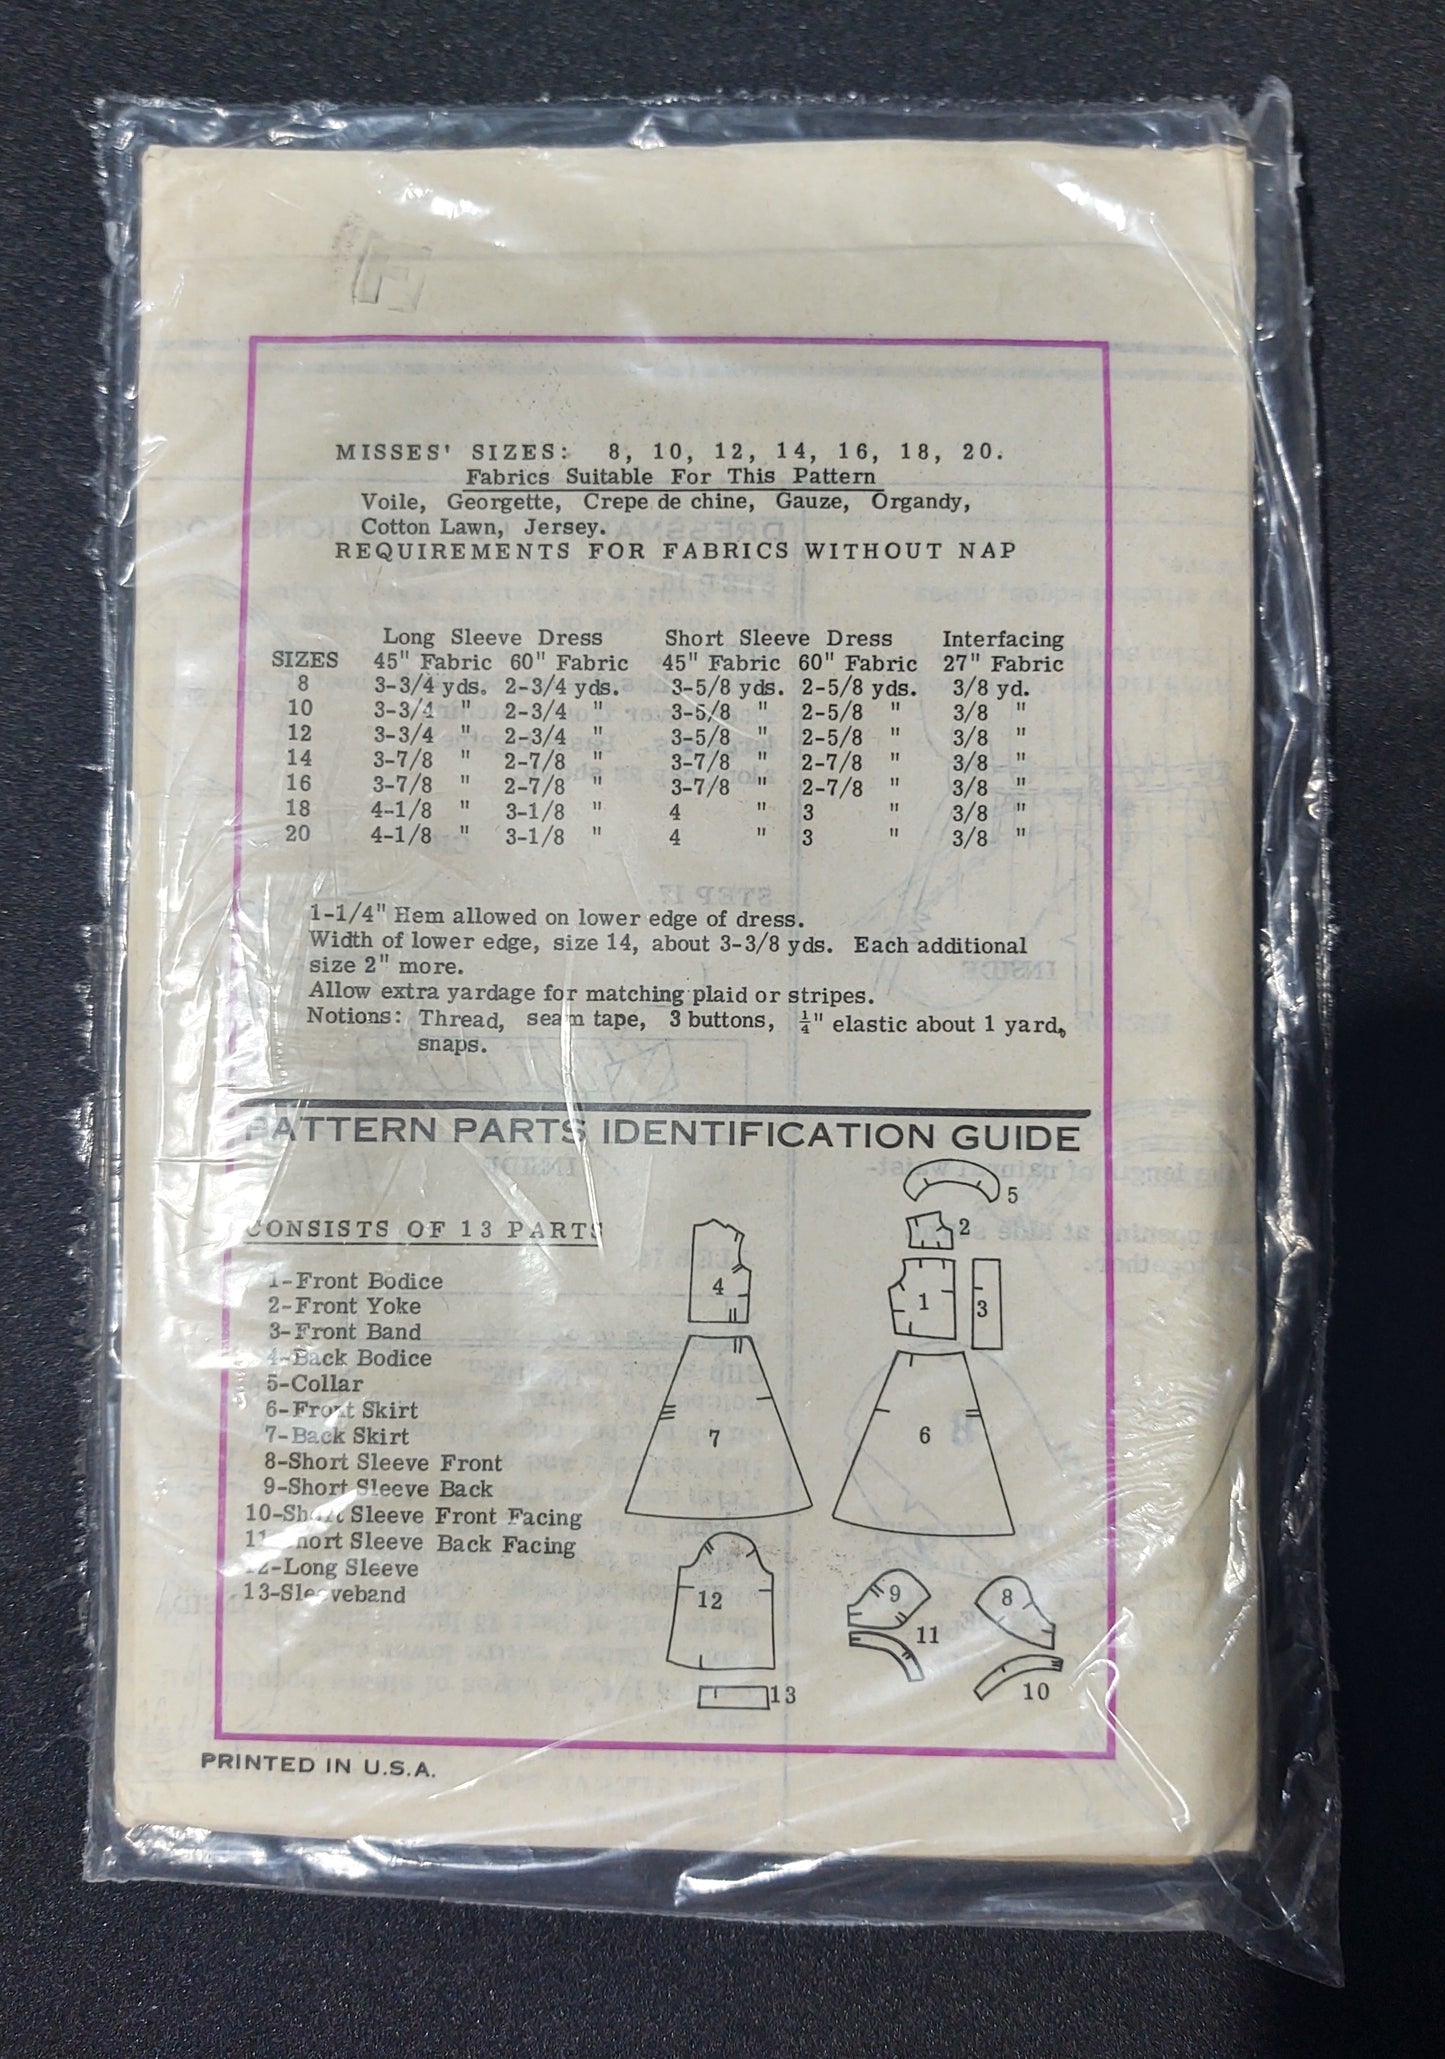 MISSES' SIZES: 8, 10, 12, 14, 16, 18, 20.
Fabrics Suitable For This Pattern
Voile, Georgette, Crepe de chine, Gauze, Organdy,
Cotton Lawn, Jersey.
REQUIREMENTS FOR FABRICS WITHOUT NAP
Long Sleeve Dress Short Sleeve Dress Interfacing
SIZES 45" Fabric 60" Fabric 45" Fabric 60" Fabric 27" Fabric
8 3-3/4 yds. 2-3/4 yds. 3-5/8 yds. 2-5/8 yds. 3/8 yd.
10 3-3/4 " 2-3/4 " 3-5/8 " 2-5/8 " 3/8 "
12 3-3/4 " 2-3/4 " 3-5/8 " 2-5/8 " 3/8 "
14 3-7/8 " 2-7/8 " 3-7/8 " 2-7/8 " 3/8 "
16 3-7/8 " 2-7/8 " 3-7/8 " 2-7/8 " 3/8 "
18 4-1/8 " 3-1/8 " 4 " 3 " 3/8 "
20 4-1/8 " 3-1/8 " 4 " 3 " 3/8 "
1-1/4" Hem allowed on lower edge of dress.
Width of lower edge, size 14, about 3-3/8 yds. Each additional
size 2" more.
Allow extra yardage for matching plaid or stripes.
Notions: Thread, seam tape, 3 buttons, ¼" elastic about 1 yard,
snaps.
PATTERN PARTS IDENTIFICATION GUIDE
CONSISTS OF 13 PARTS
1-Front Bodice
2-Front Yoke
3-Front Band
4-Back Bodice
5-Collar
6-Front Skirt
7-Back Skirt
8-Short Sleeve Front
9-Short Sleeve Back
10-Short Sleeve Front Facing
11-Short Sleeve Back Facing
12-Long Sleeve
13-Sleeveband
5
2
4
1
3
7
6
12
9
8
11
10
13
PRINTED IN U.S.A.